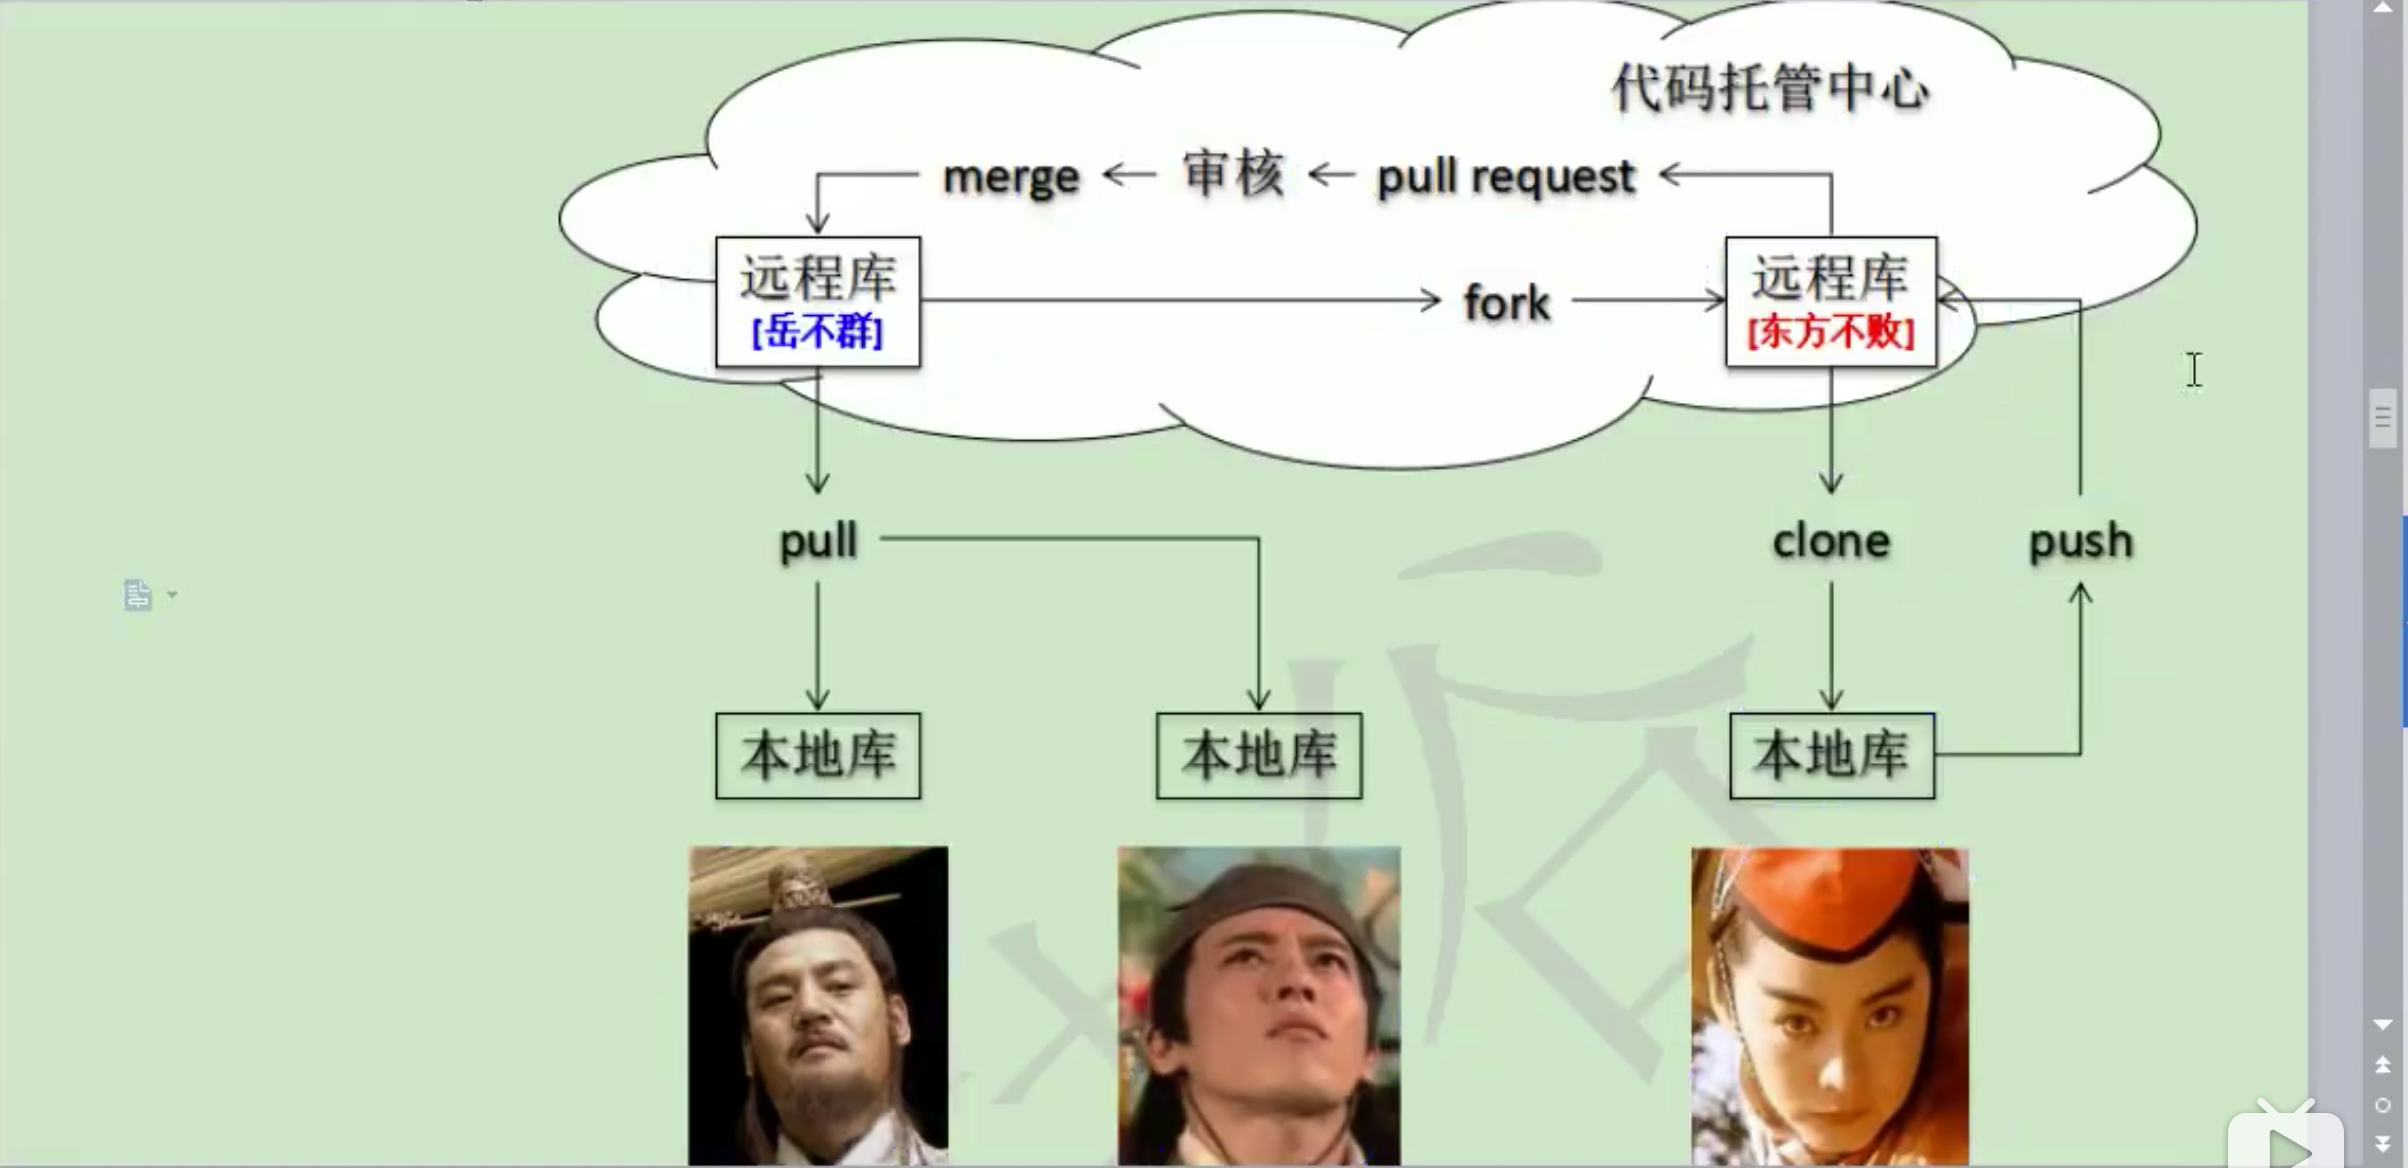 代码托管中心
merge
审核
pull request
远程库
[岳不群]
fork
远程库
[东方不败]
pull
clone
push
本地库
本地库
本地库